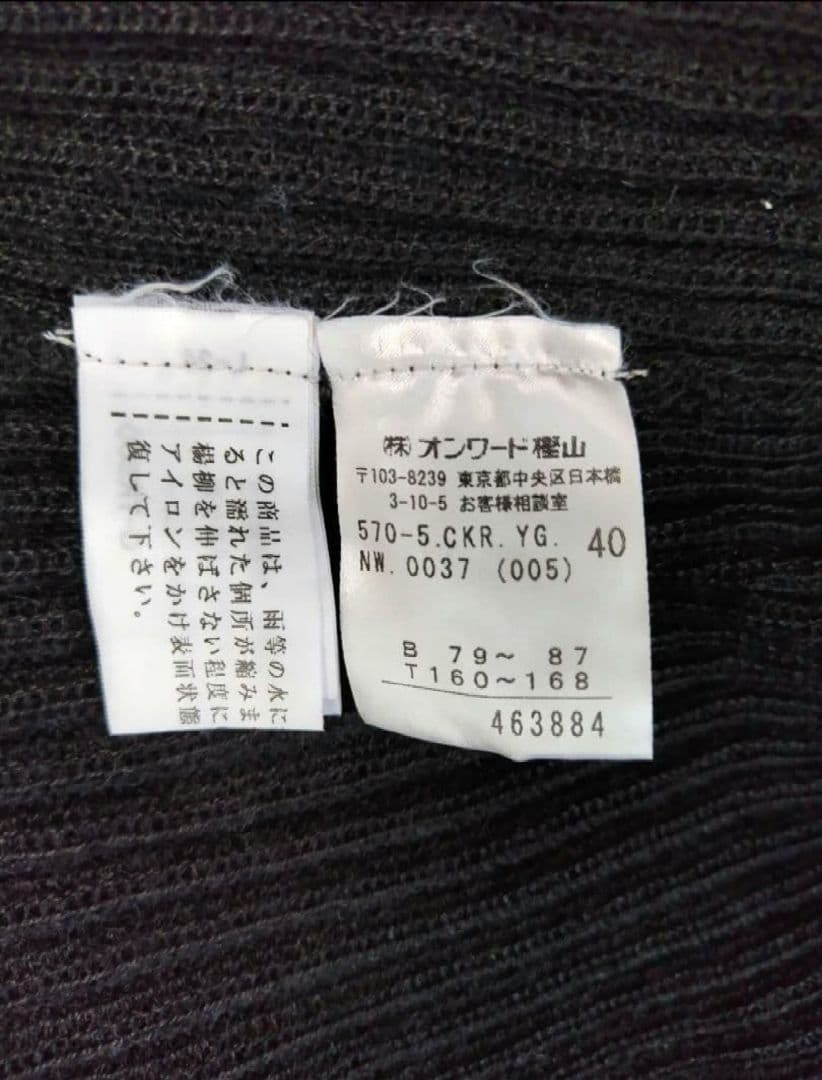 この商品は、雨等の水に
ると濡れた個所が縮みま
楊柳を伸ばさない程度に
アイロンをかけ表面状態
復して下さい。
㈱オンワード樫山
〒103-8239 東京都中央区日本橋
3-10-5 お客様相談室
570-5.CKR.YG. 40
NW.0037 (005)
B 79～ 87
T160～168
463884